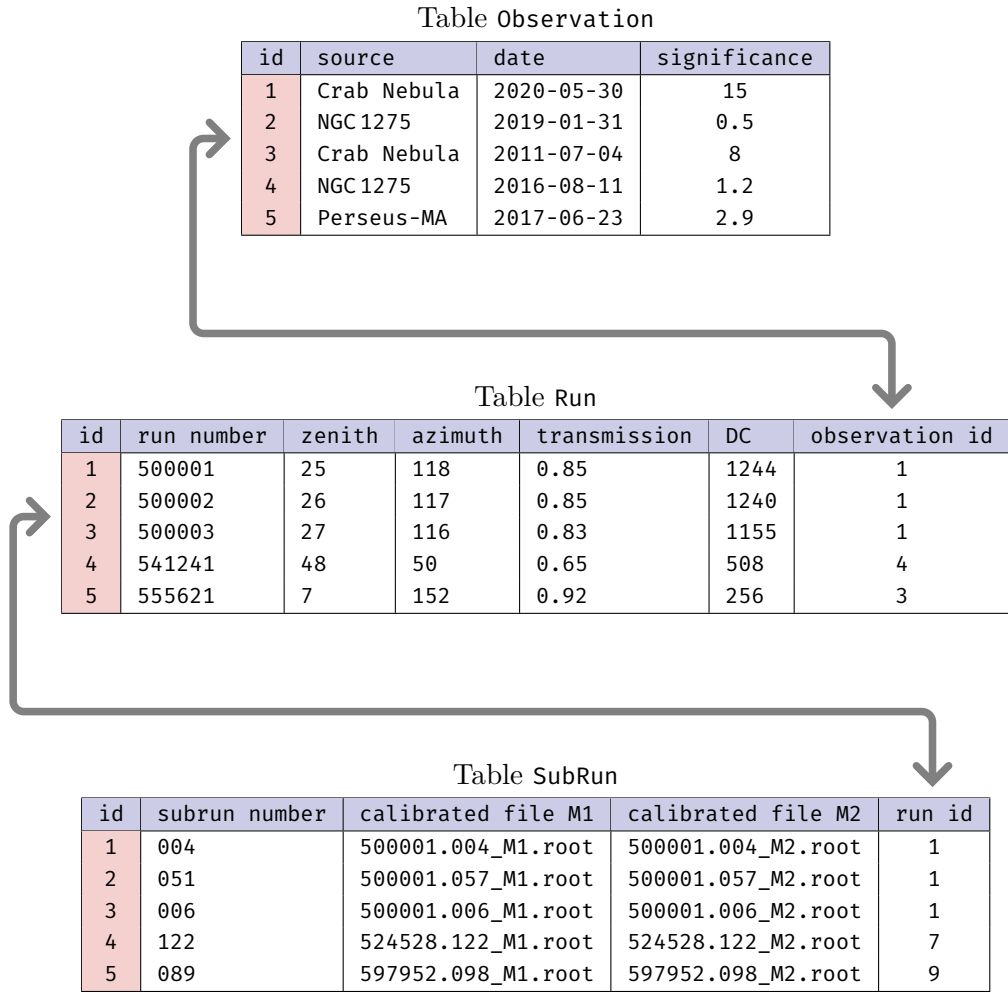 Table Observation
id source date significance
1 Crab Nebula 2020-05-30 15
2 NGC1275 2019-01-31 0.5
3 Crab Nebula 2011-07-04 8
4 NGC1275 2016-08-11 1.2
5 Perseus-MA 2017-06-23 2.9
Table Run
id run number zenith azimuth transmission DC observation id
1 500001 25 118 0.85 1244 1
2 500002 26 117 0.85 1240 1
3 500003 27 116 0.83 1155 1
4 541241 48 50 0.65 508 4
5 555621 7 152 0.92 256 3
Table SubRun
id subrun number calibrated file M1 calibrated file M2 run id
1 004 500001.004_M1.root 500001.004_M2.root 1
2 051 500001.057_M1.root 500001.057_M2.root 1
3 006 500001.006_M1.root 500001.006_M2.root 1
4 122 524528.122_M1.root 524528.122_M2.root 7
5 089 597952.098_M1.root 597952.098_M2.root 9